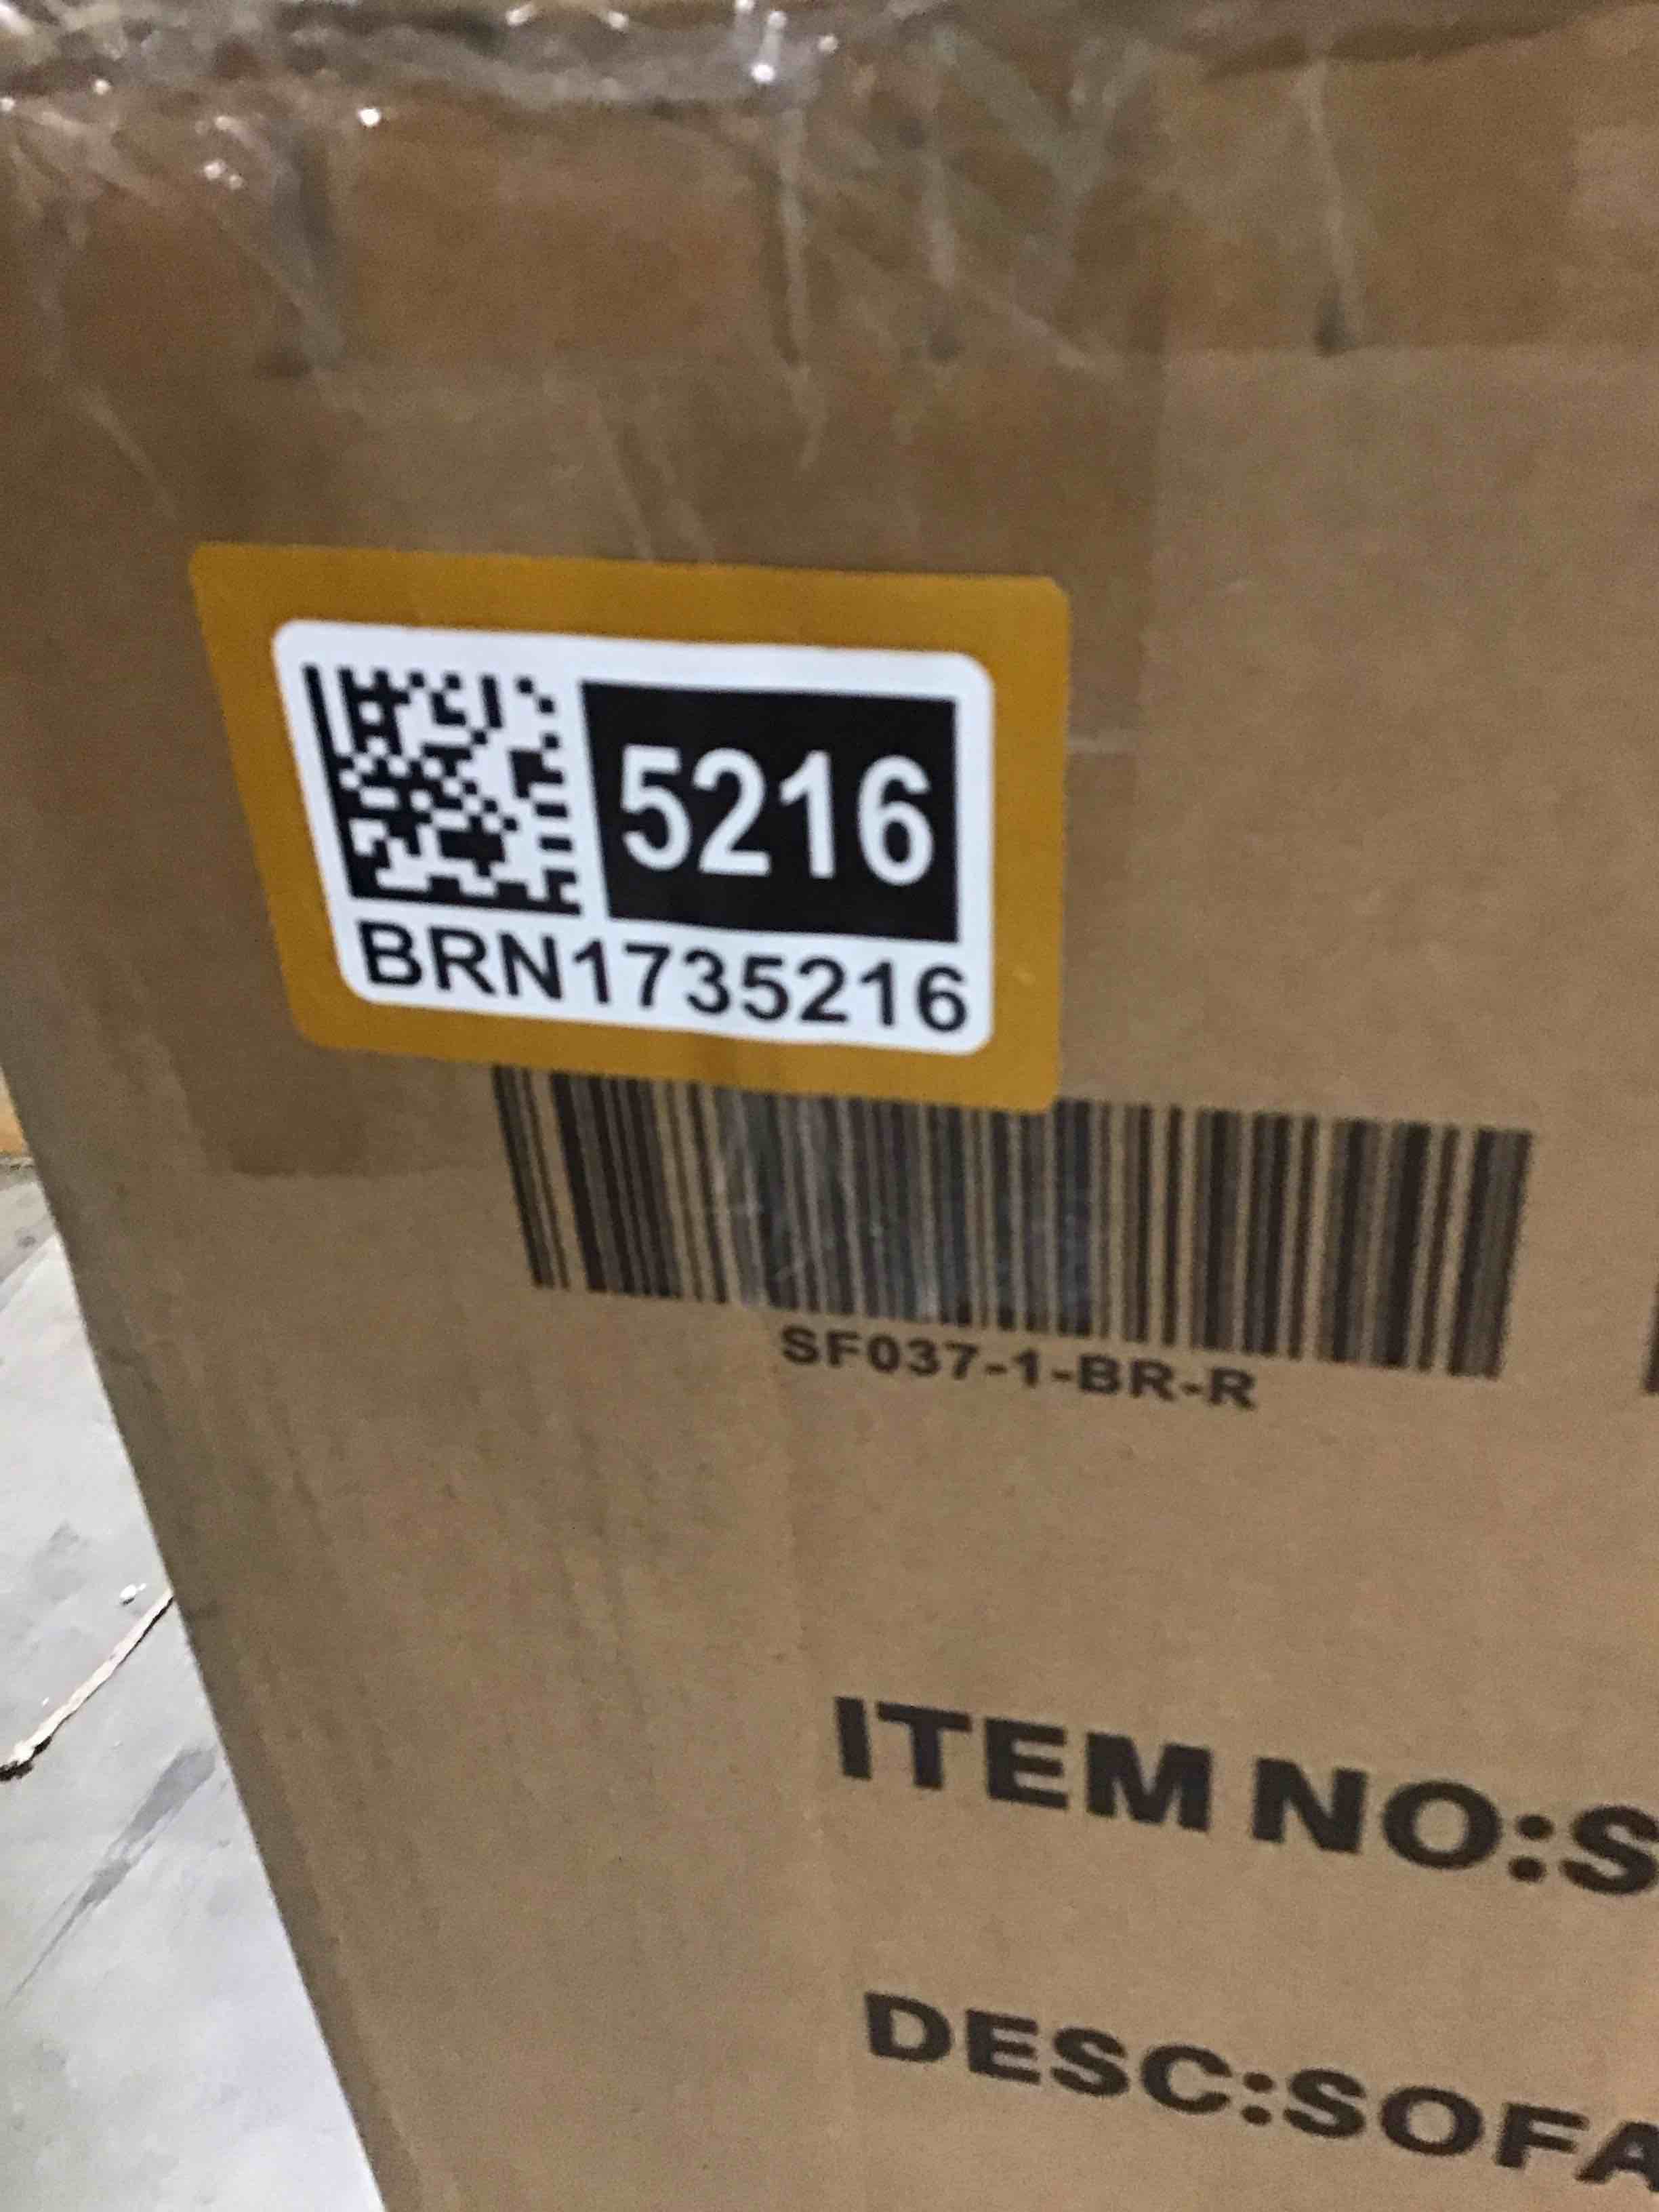 5216
BRN1735216
SF037-1-BR-R
ITEM NO:S
DESC:SOFA